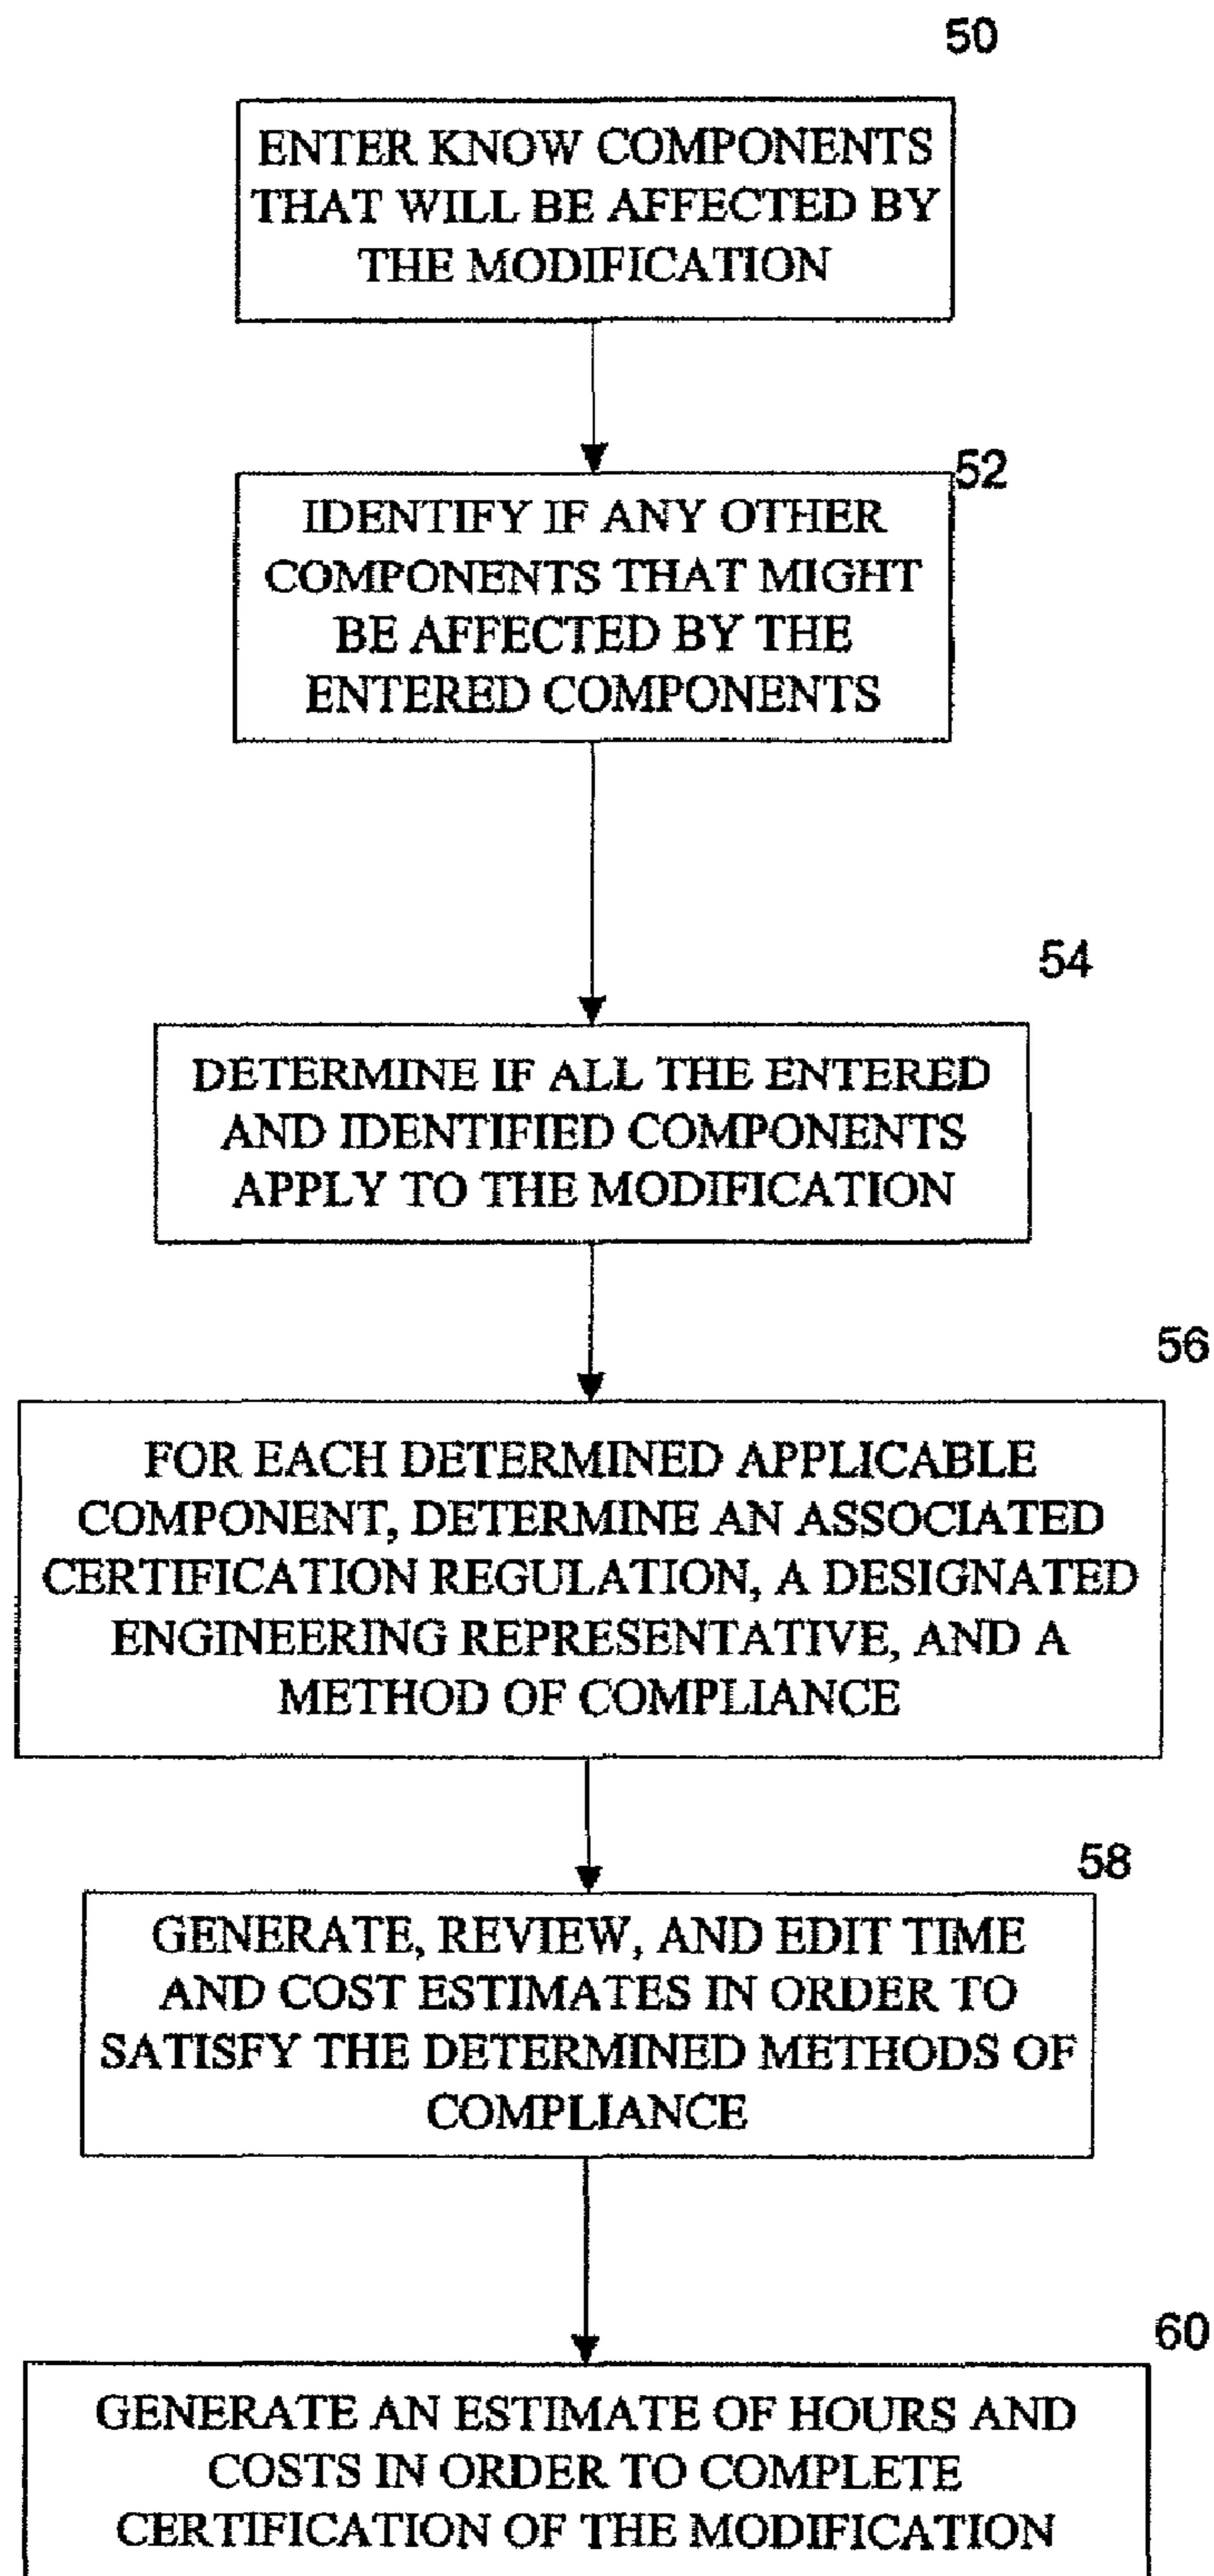 50
ENTER KNOW COMPONENTS
THAT WILL BE AFFECTED BY
THE MODIFICATION
52
IDENTIFY IF ANY OTHER
COMPONENTS THAT MIGHT
BE AFFECTED BY THE
ENTERED COMPONENTS
54
DETERMINE IF ALL THE ENTERED
AND IDENTIFIED COMPONENTS
APPLY TO THE MODIFICATION
56
FOR EACH DETERMINED APPLICABLE
COMPONENT, DETERMINE AN ASSOCIATED
CERTIFICATION REGULATION, A DESIGNATED
ENGINEERING REPRESENTATIVE, AND A
METHOD OF COMPLIANCE
58
GENERATE, REVIEW, AND EDIT TIME
AND COST ESTIMATES IN ORDER TO
SATISFY THE DETERMINED METHODS OF
COMPLIANCE
60
GENERATE AN ESTIMATE OF HOURS AND
COSTS IN ORDER TO COMPLETE
CERTIFICATION OF THE MODIFICATION